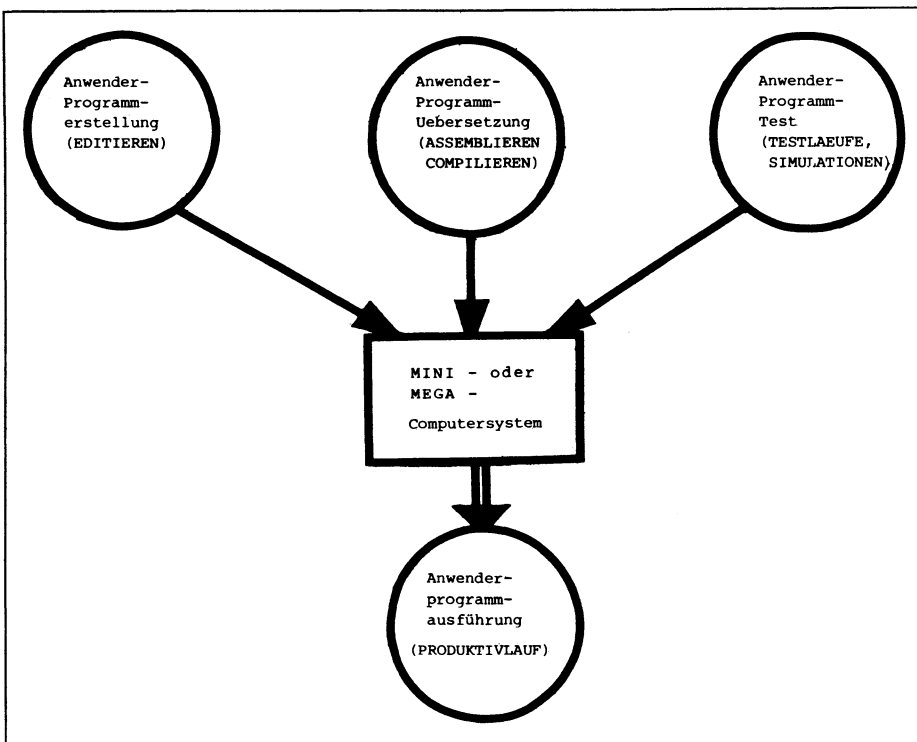 Anwender-
Programm-
erstellung
(EDITIEREN)
Anwender-
Programm-
Uebersetzung
(ASSEMBLIEREN
COMPILIEREN)
Anwender-
Programm-
Test
(TESTLAEUFE,
SIMULATIONEN)
MINI - oder
MEGA -
Computersystem
Anwender-
programm-
ausführung
(PRODUKTIVLAUF)